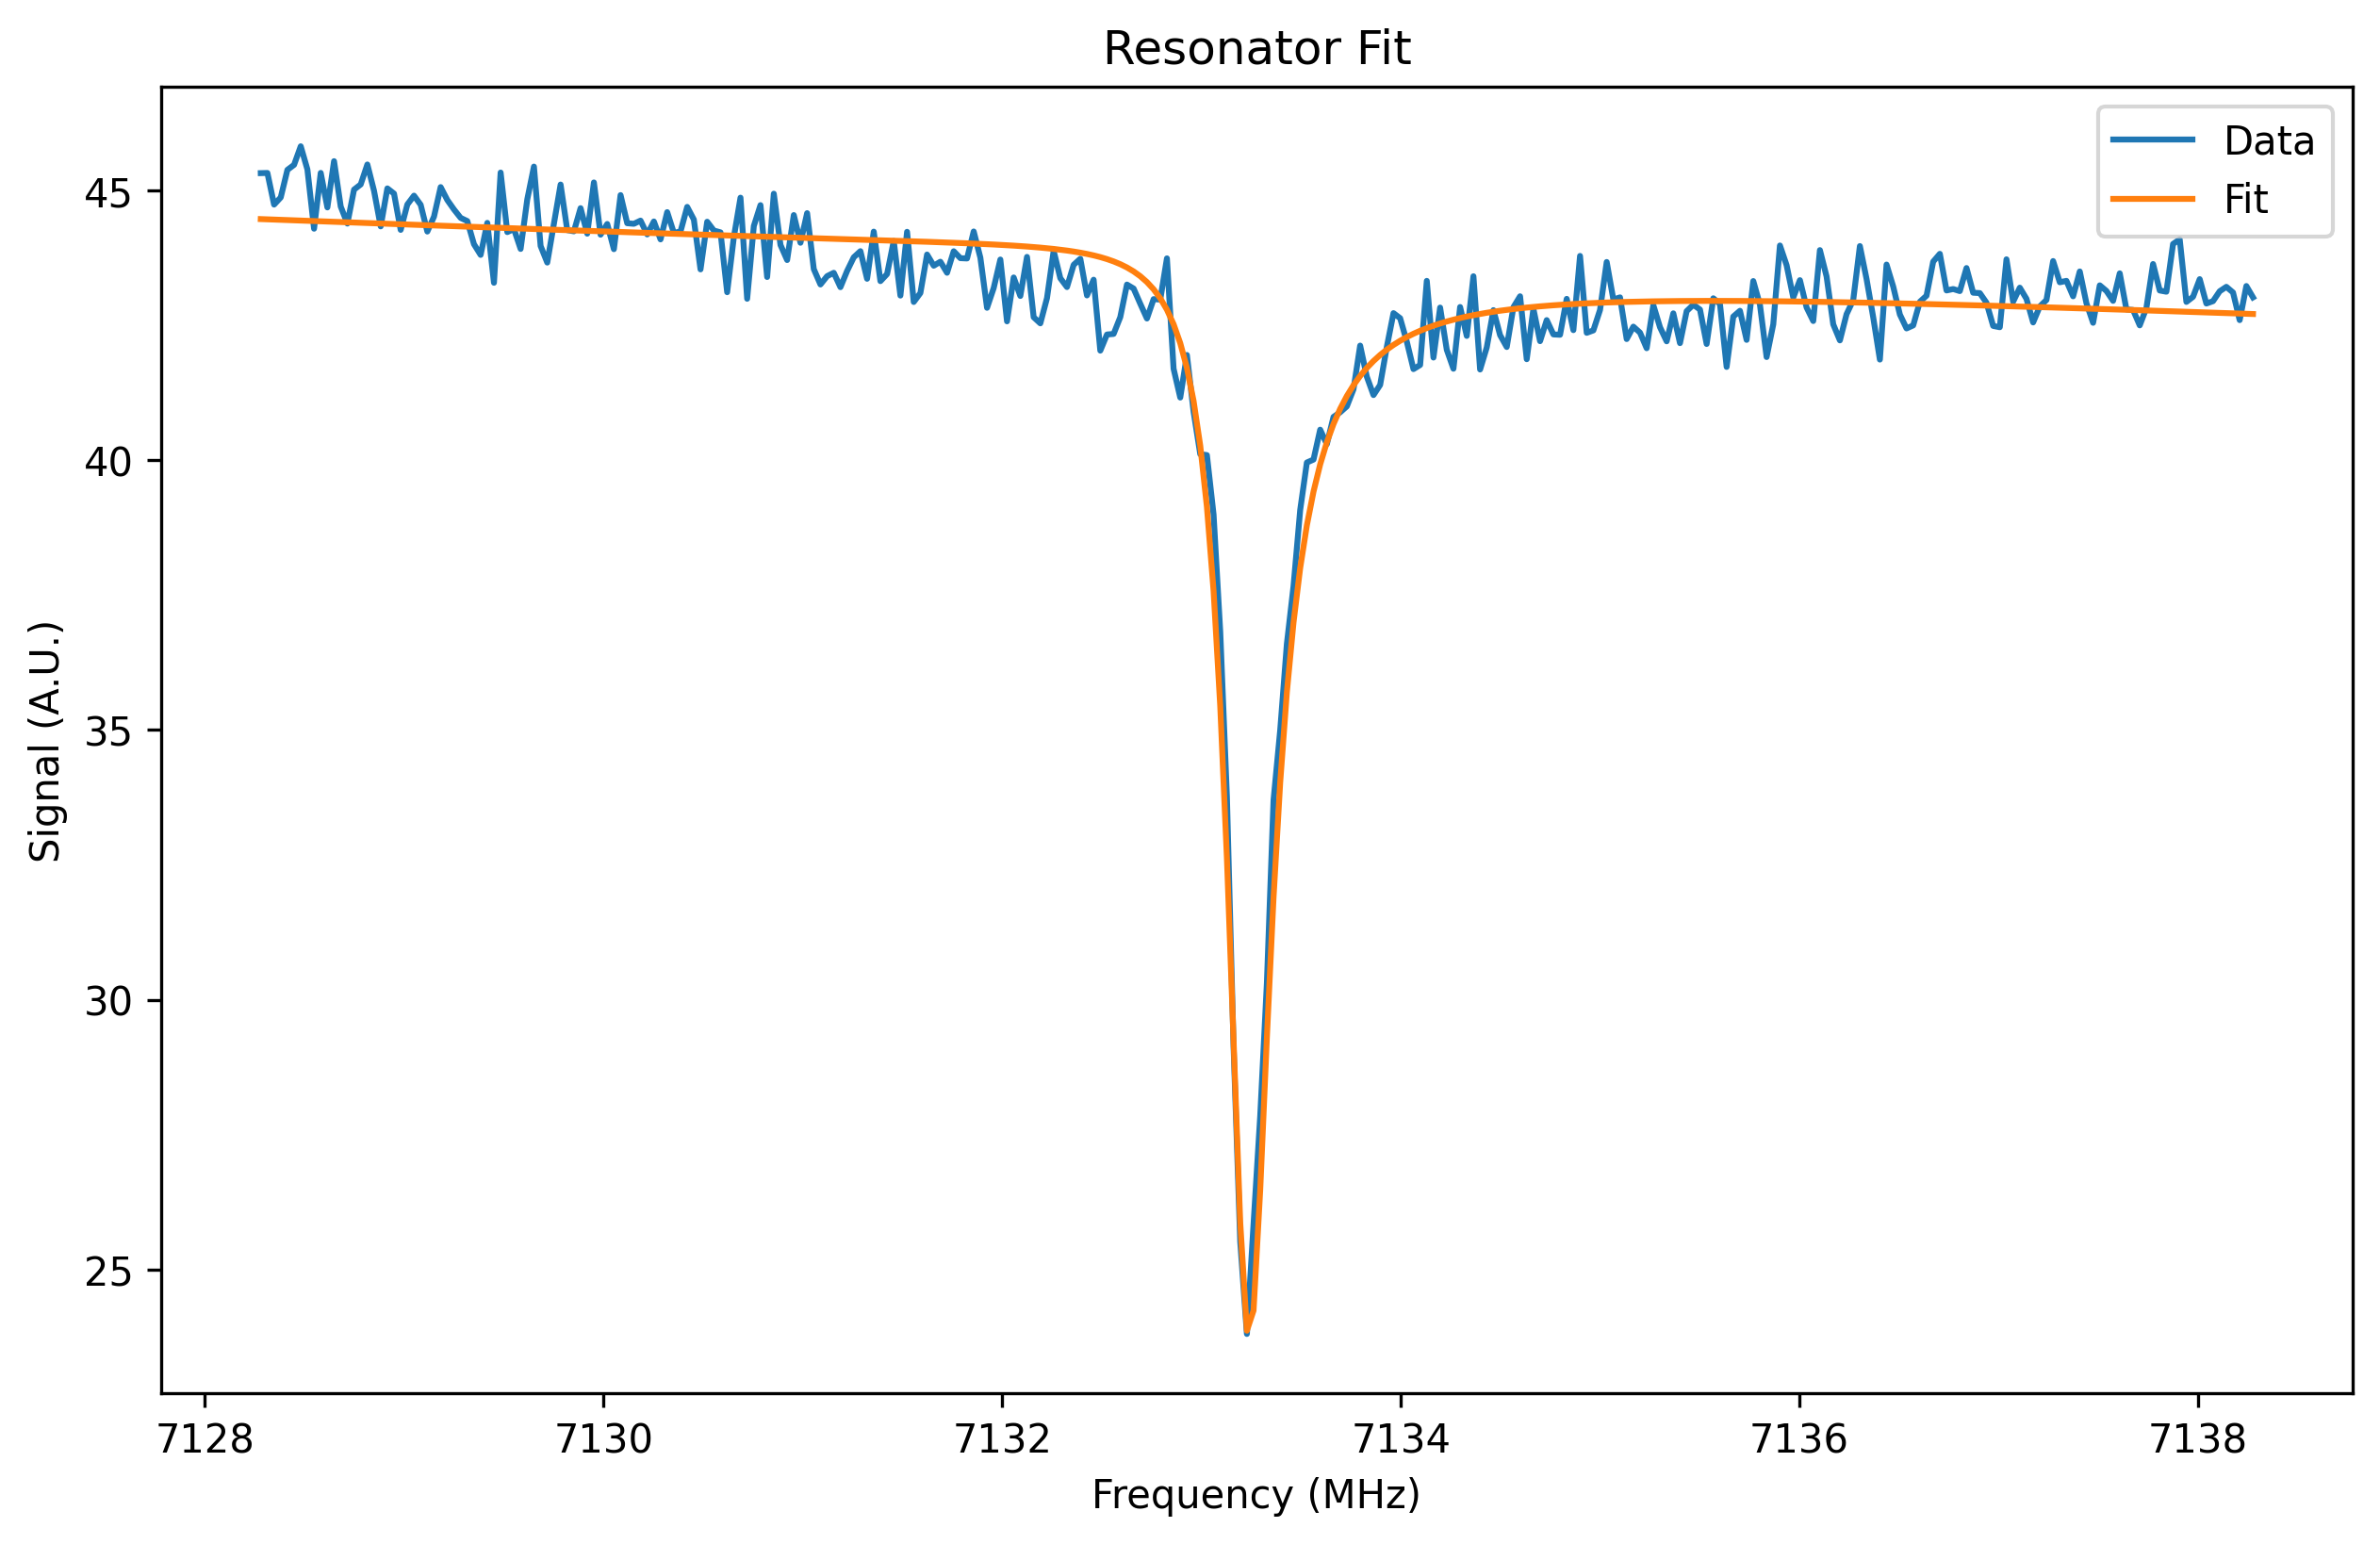 Resonator Fit
Data
Fit
Signal (A.U.)
45
40
35
30
25
7128 7130 7132 7134 7136 7138
Frequency (MHz)